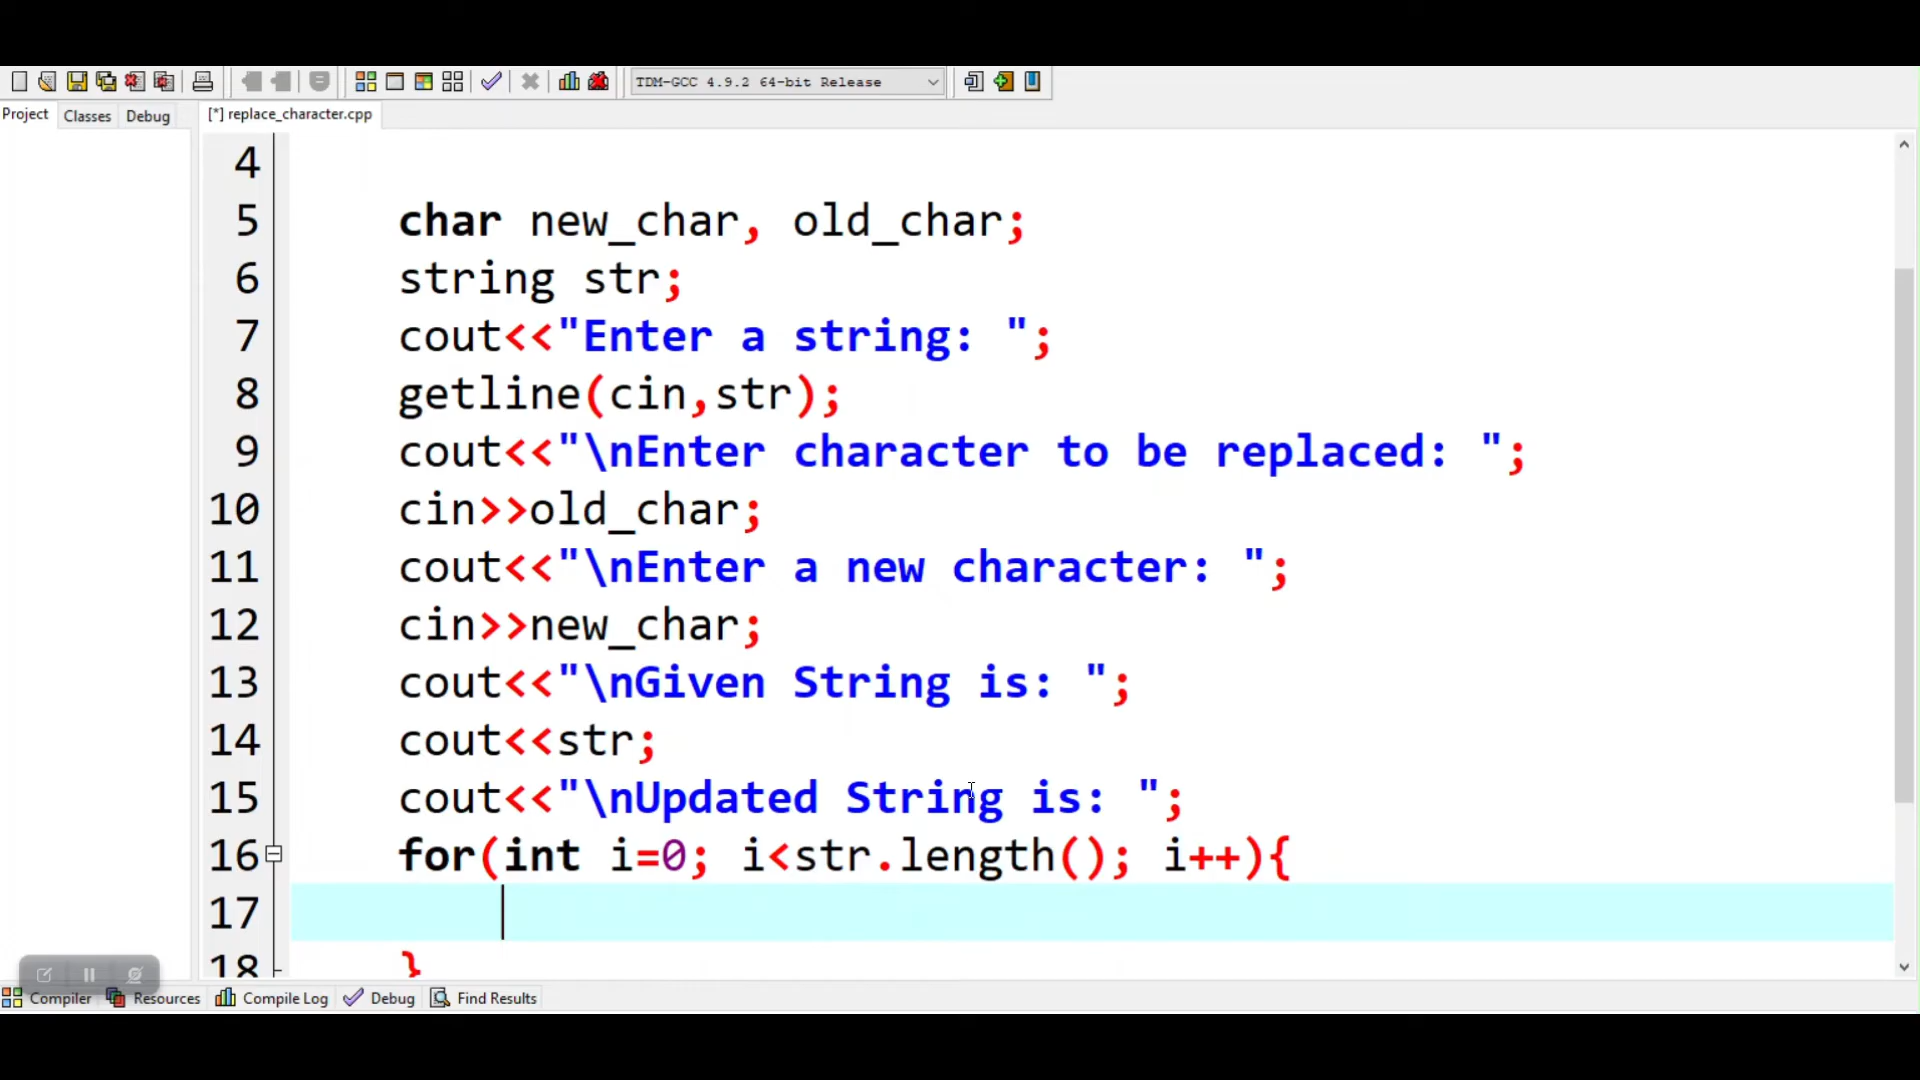 TDM-GCC 4.9.2 64-bit Release
Project Classes Debug
[*] replace_character.cpp
4
5 char new_char, old_char;
6 string str;
7 cout<<"Enter a string: ";
8 getline(cin,str);
9 cout<<"\nEnter character to be replaced: ";
10 cin>>old_char;
11 cout<<"\nEnter a new character: ";
12 cin>>new_char;
13 cout<<"\nGiven String is: ";
14 cout<<str;
15 cout<<"\nUpdated String is: ";
16 for(int i=0; i<str.length(); i++){
17
18 }
Compiler Resources Compile Log Debug Find Results